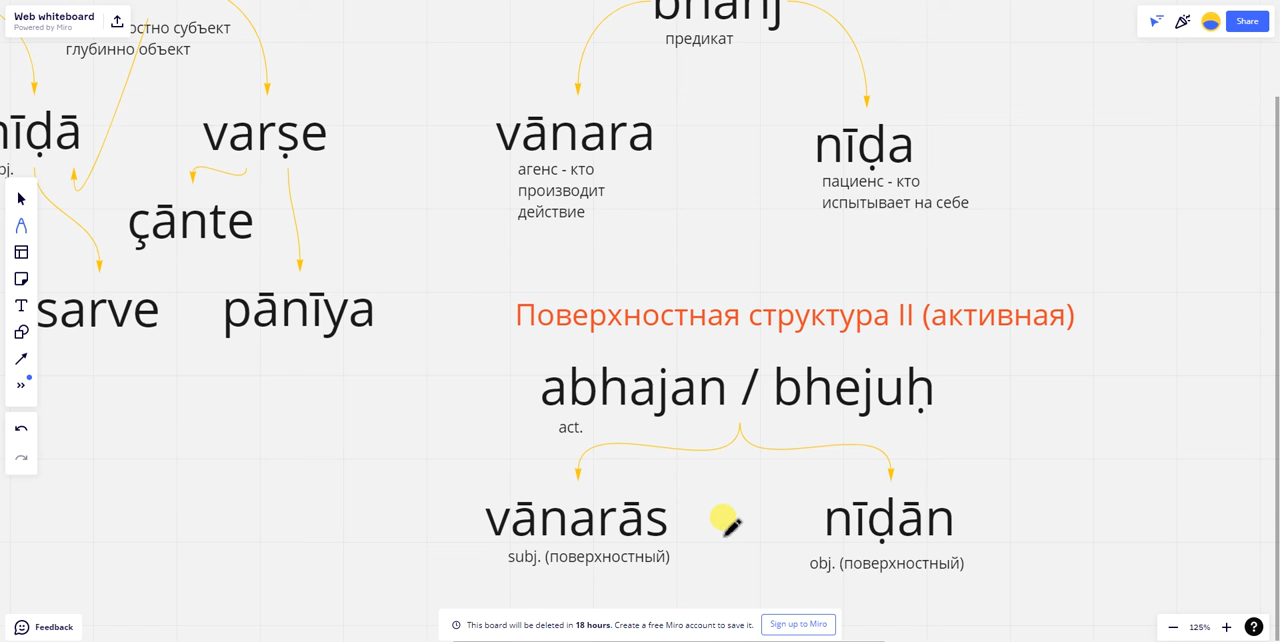 Web whiteboard
Powered by Miro
Share
остно субъект
глубинно объект
bhañj
предикат
nīḍā
varṣe
vānara
nīḍa
агенс - кто
производит
действие
пациенс - кто
испытывает на себе
çānte
sarve
pānīya
Поверхностная структура II (активная)
abhajan / bhejuḥ
act.
vānarās
nīḍān
subj. (поверхностный)
obj. (поверхностный)
Feedback
This board will be deleted in 18 hours. Create a free Miro account to save it.
Sign up to Miro
125%